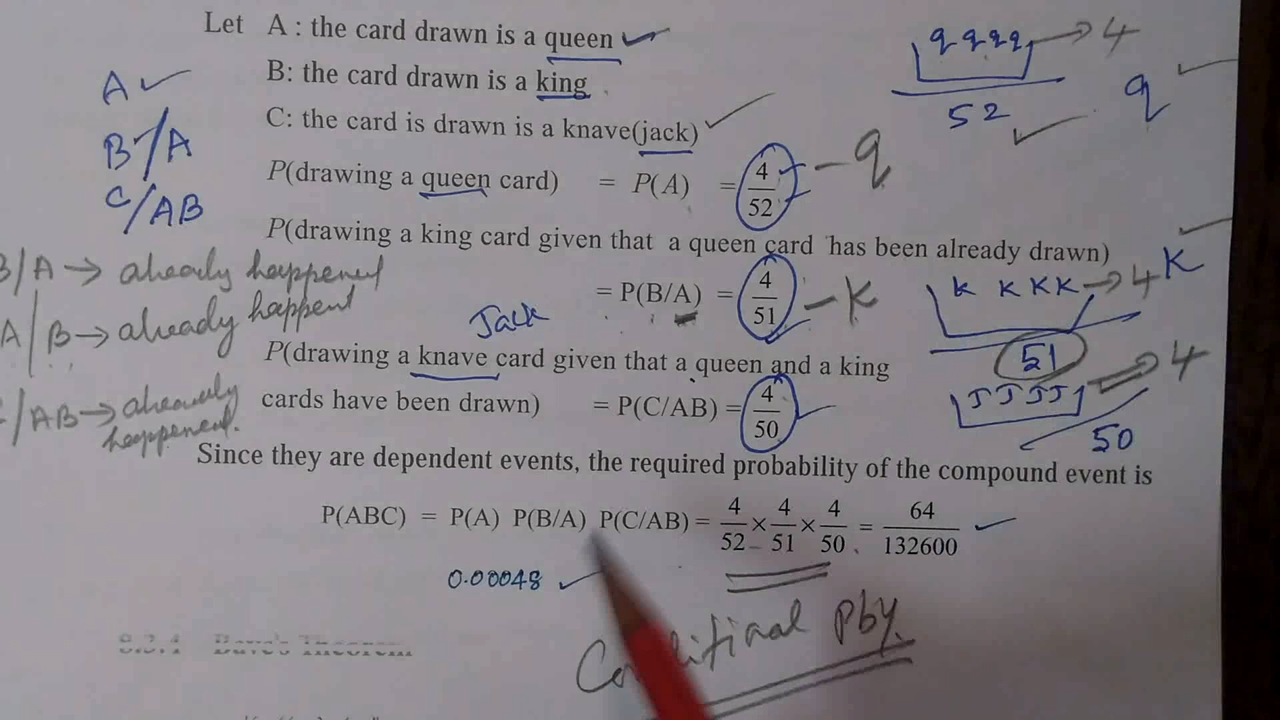 Let A : the card drawn is a queen
B: the card drawn is a king
C: the card is drawn is a knave(jack)
A
B/A
C/AB
q q q q → 4
52
q
P(drawing a queen card) = P(A) = 4/52 - q
P(drawing a king card given that a queen card has been already drawn)
= P(B/A) = 4/51 - K
K K K K → 4 K
51
B/A → already happened
A/B → already happent
C/AB → already
happened.
Jack
P(drawing a knave card given that a queen and a king
cards have been drawn) = P(C/AB) = 4/50
J J J J → 4
50
Since they are dependent events, the required probability of the compound event is
P(ABC) = P(A) P(B/A) P(C/AB) = 4/52 × 4/51 × 4/50 = 64/132600
0.00048
pby